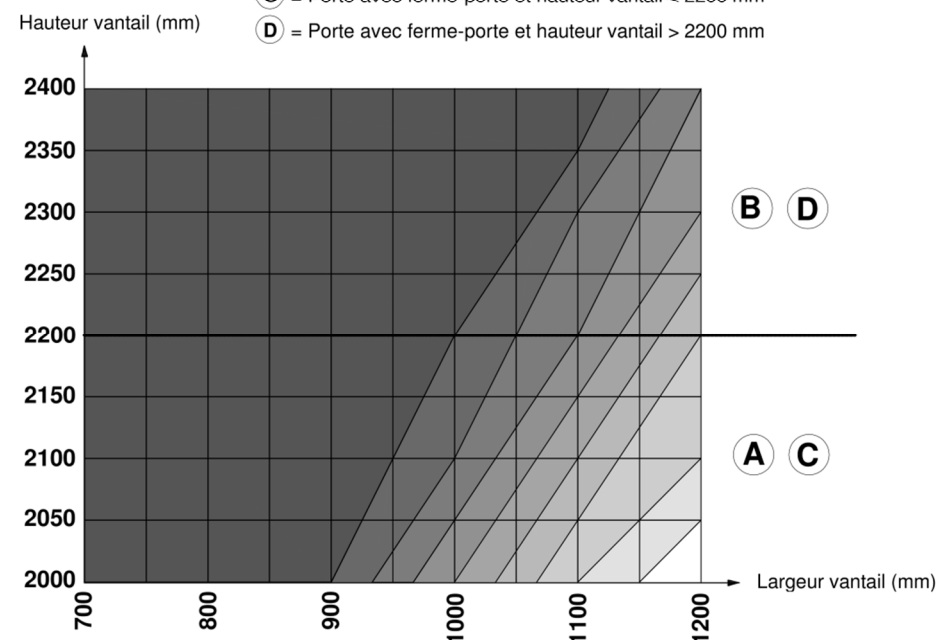 = Porte avec ferme-porte et hauteur vantail < 2200 mm
Hauteur vantail (mm)
D = Porte avec ferme-porte et hauteur vantail > 2200 mm
2400
2350
2300
B D
2250
2200
2150
2100
A C
2050
2000
Largeur vantail (mm)
700
800
900
1000
1100
1200